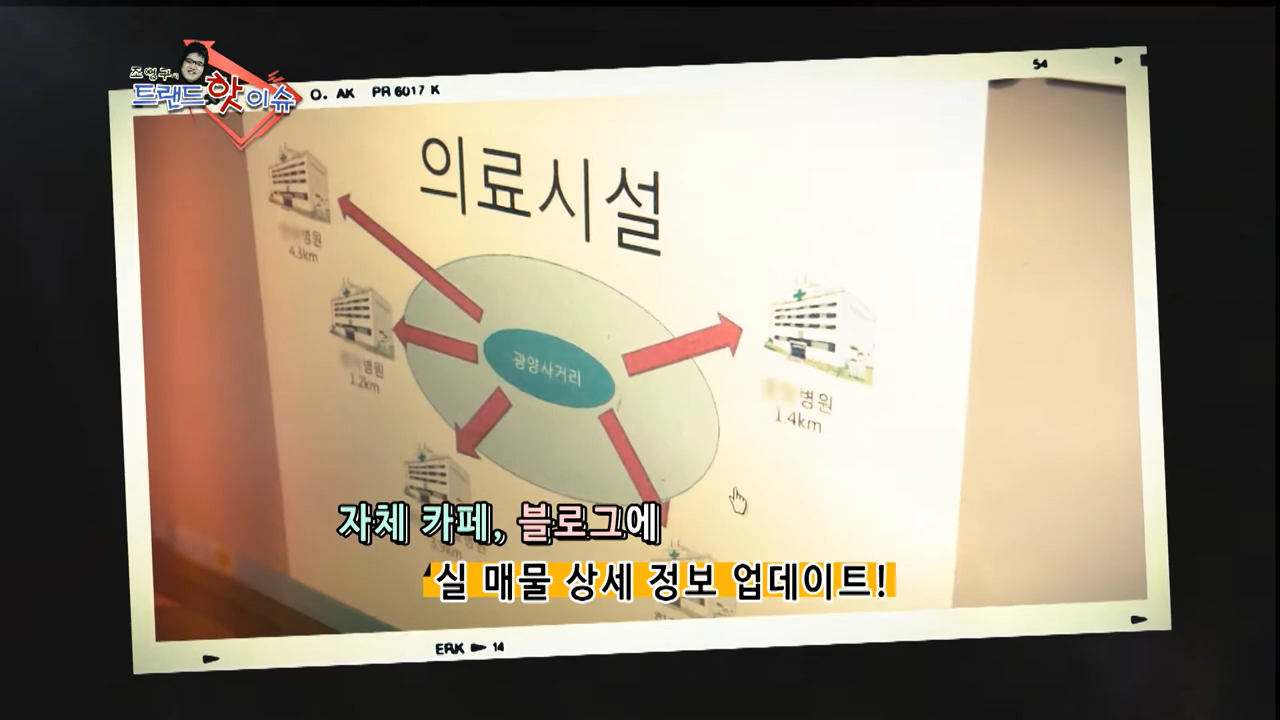 조영구의
트랜드 핫이슈
O. AK PR 6017 K
54
의료시설
병원
4.3km
광양사거리
병원
1.2km
병원
1.4km
자체 카페, 블로그에
실 매물 상세 정보 업데이트!
ERK 14